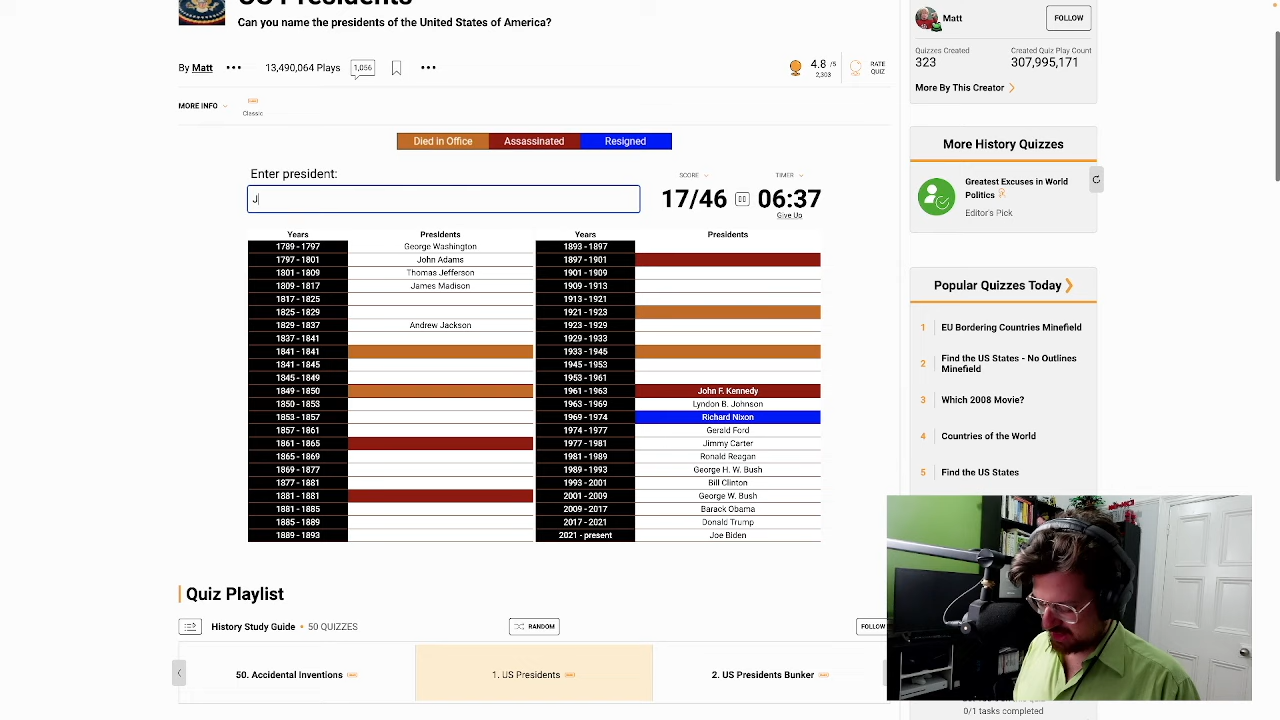 US Presidents
Can you name the presidents of the United States of America?
By Matt ••• 13,490,064 Plays 1,056 •••
4.8 /5
2,303
RATE QUIZ
MORE INFO
Classic
Died in Office Assassinated Resigned
Enter president:
J
SCORE
17/46
TIMER
06:37
Give Up
Years Presidents Years Presidents
1789 - 1797 George Washington 1893 - 1897
1797 - 1801 John Adams 1897 - 1901
1801 - 1809 Thomas Jefferson 1901 - 1909
1809 - 1817 James Madison 1909 - 1913
1817 - 1825 1913 - 1921
1825 - 1829 1921 - 1923
1829 - 1837 Andrew Jackson 1923 - 1929
1837 - 1841 1929 - 1933
1841 - 1841 1933 - 1945
1841 - 1845 1945 - 1953
1845 - 1849 1953 - 1961
1849 - 1850 1961 - 1963 John F. Kennedy
1850 - 1853 1963 - 1969 Lyndon B. Johnson
1853 - 1857 1969 - 1974 Richard Nixon
1857 - 1861 1974 - 1977 Gerald Ford
1861 - 1865 1977 - 1981 Jimmy Carter
1865 - 1869 1981 - 1989 Ronald Reagan
1869 - 1877 1989 - 1993 George H. W. Bush
1877 - 1881 1993 - 2001 Bill Clinton
1881 - 1881 2001 - 2009 George W. Bush
1881 - 1885 2009 - 2017 Barack Obama
1885 - 1889 2017 - 2021 Donald Trump
1889 - 1893 2021 - present Joe Biden
Quiz Playlist
History Study Guide • 50 QUIZZES
RANDOM
FOLLOW
50. Accidental Inventions
1. US Presidents
2. US Presidents Bunker
Matt
FOLLOW
Quizzes Created
323
Created Quiz Play Count
307,995,171
More By This Creator
More History Quizzes
Greatest Excuses in World
Politics
Editor's Pick
Popular Quizzes Today
1 EU Bordering Countries Minefield
2 Find the US States - No Outlines
Minefield
3 Which 2008 Movie?
4 Countries of the World
5 Find the US States
0/1 tasks completed